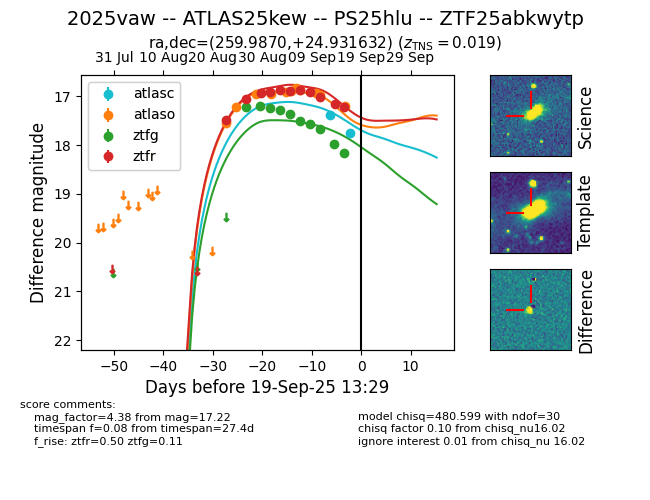 2025vaw -- ATLAS25kew -- PS25hlu -- ZTF25abkwytp
ra,dec=(259.9870,+24.931632) (zTNS = 0.019)
31 Jul 10 Aug 20 Aug 30 Aug 09 Sep 19 Sep 29 Sep
atlasc
atlaso
ztfg
ztfr
17
18
19
20
21
22
Difference magnitude
−50 −40 −30 −20 −10 0 10
Days before 19-Sep-25 13:29
Science
Template
Difference
score comments:
mag_factor=4.38 from mag=17.22
timespan f=0.08 from timespan=27.4d
f_rise: ztfr=0.50 ztfg=0.11
model chisq=480.599 with ndof=30
chisq factor 0.10 from chisq_nu16.02
ignore interest 0.01 from chisq_nu 16.02